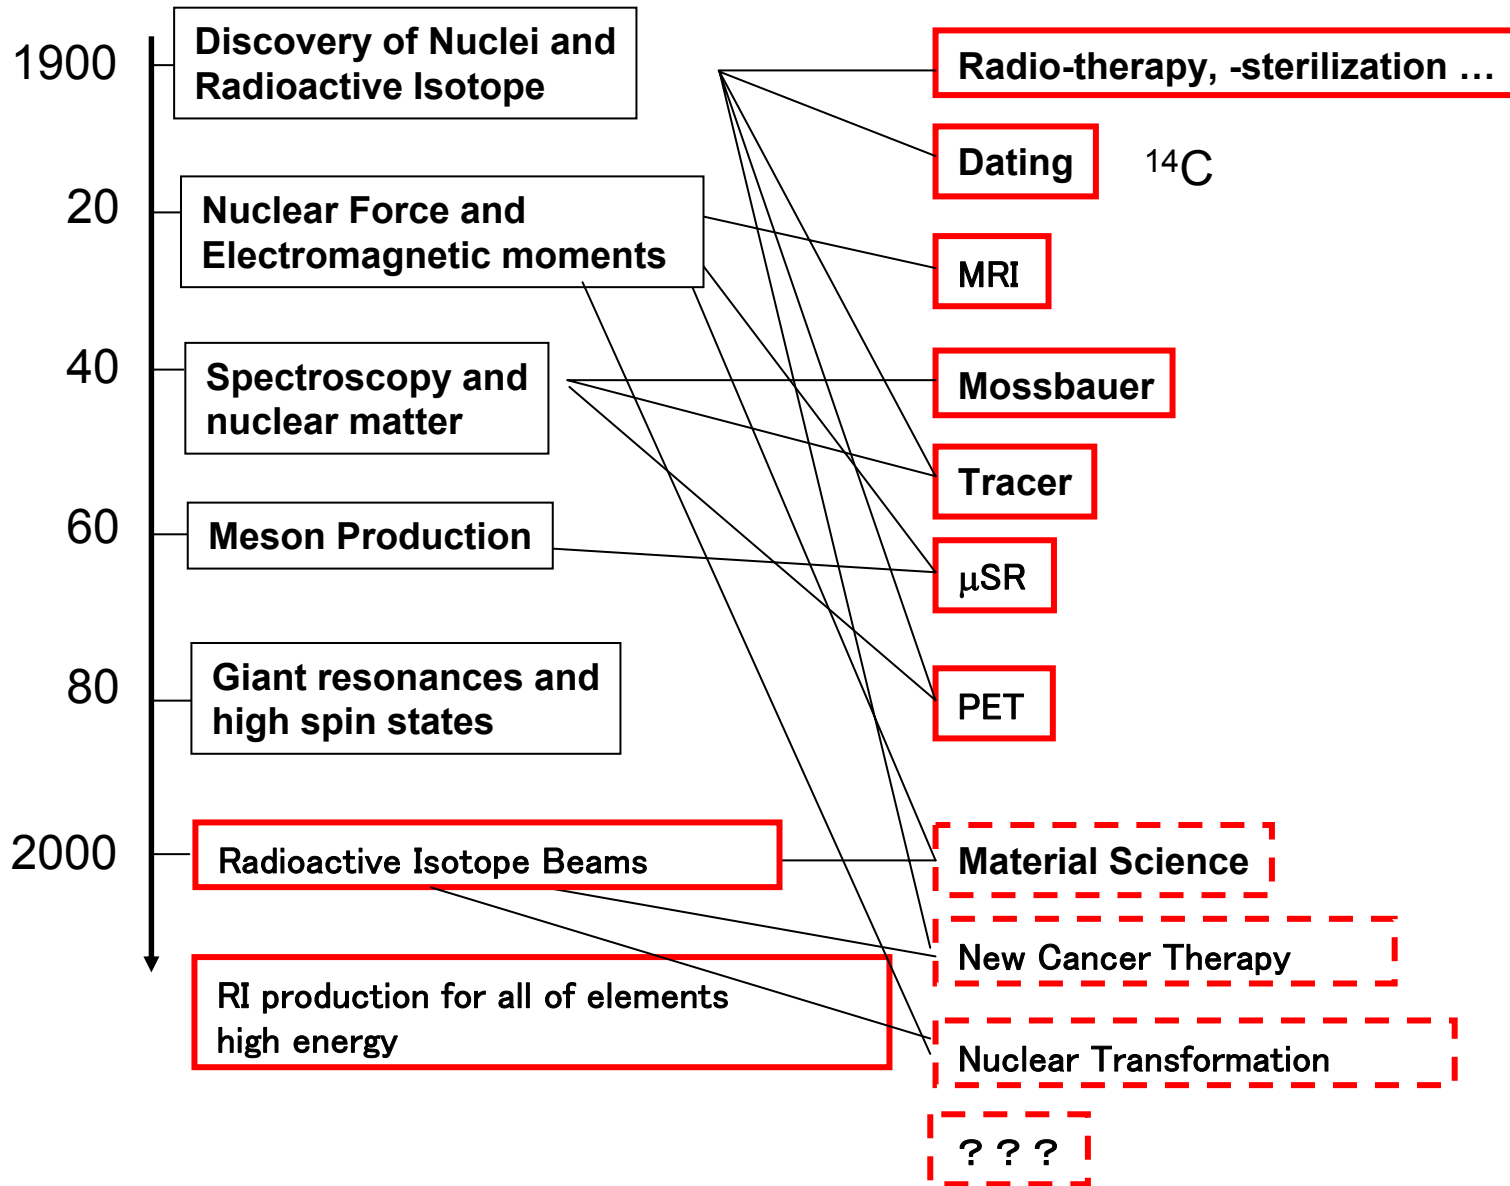 1900
Discovery of Nuclei and
Radioactive Isotope
20
Nuclear Force and
Electromagnetic moments
40
Spectroscopy and
nuclear matter
60
Meson Production
80
Giant resonances and
high spin states
2000
Radioactive Isotope Beams
RI production for all of elements
high energy
Radio-therapy, -sterilization …
Dating
¹⁴C
MRI
Mossbauer
Tracer
μSR
PET
Material Science
New Cancer Therapy
Nuclear Transformation
？？？